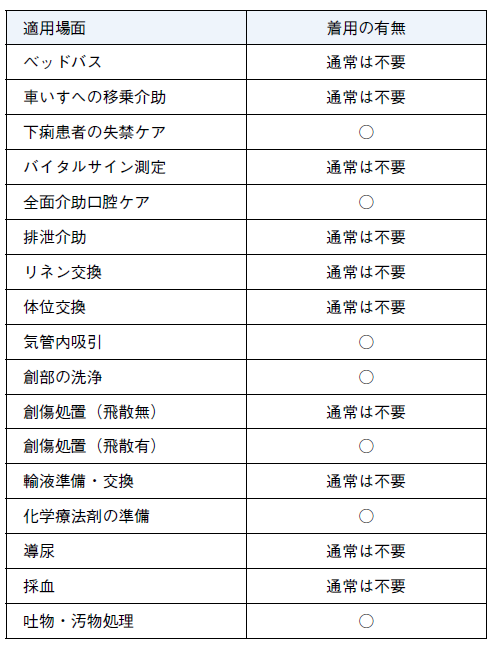 適用場面 着用の有無
ベッドバス 通常は不要
車いすへの移乗介助 通常は不要
下痢患者の失禁ケア ○
バイタルサイン測定 通常は不要
全面介助口腔ケア ○
排泄介助 通常は不要
リネン交換 通常は不要
体位交換 通常は不要
気管内吸引 ○
創部の洗浄 ○
創傷処置（飛散無） 通常は不要
創傷処置（飛散有） ○
輸液準備・交換 通常は不要
化学療法剤の準備 ○
導尿 通常は不要
採血 通常は不要
吐物・汚物処理 ○